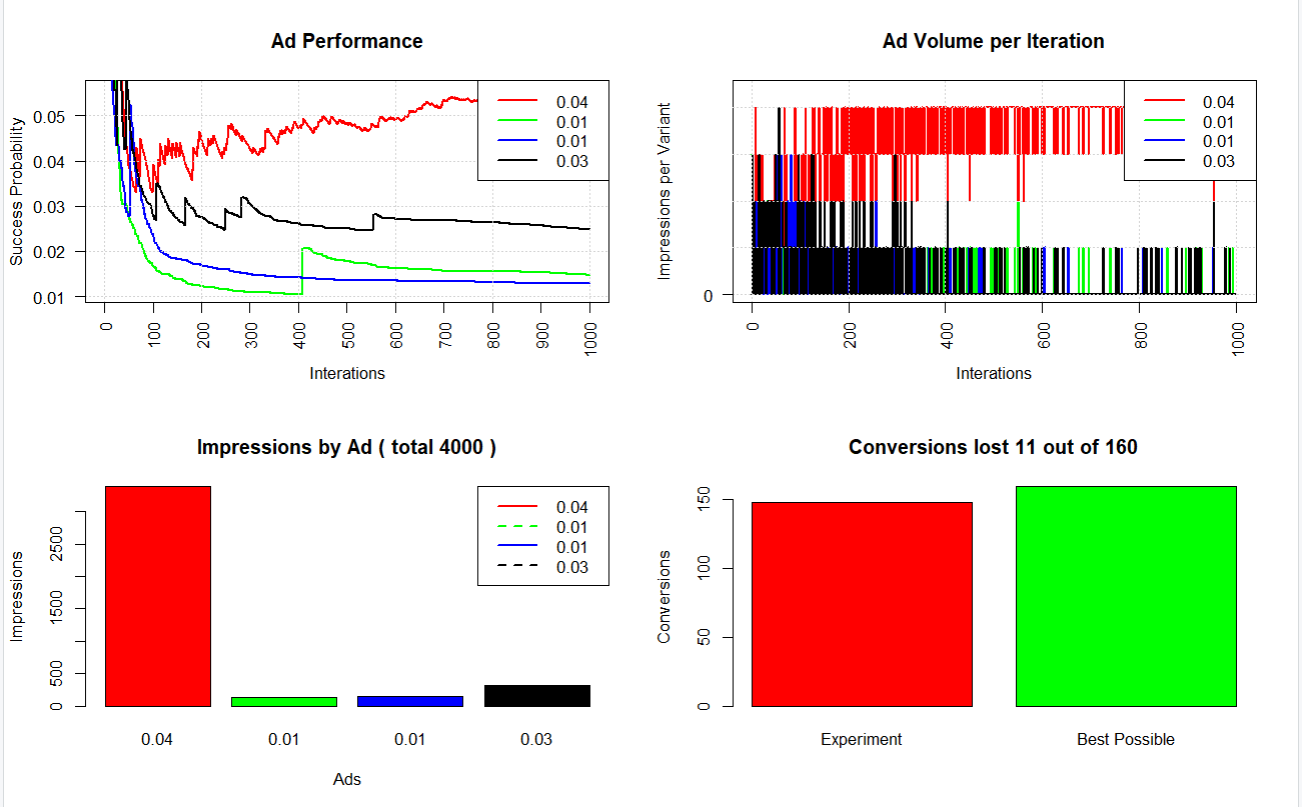 Ad Performance
Success Probability
0.05
0.04
0.03
0.02
0.01
0.04
0.01
0.01
0.03
0 100 200 300 400 500 600 700 800 900 1000
Interations
Ad Volume per Iteration
Impressions per Variant
0
0.04
0.01
0.01
0.03
0 200 400 600 800 1000
Interations
Impressions by Ad ( total 4000 )
Impressions
2500
1500
500
0
0.04
0.01
0.01
0.03
0.04 0.01 0.01 0.03
Ads
Conversions lost 11 out of 160
Conversions
150
100
50
0
Experiment Best Possible